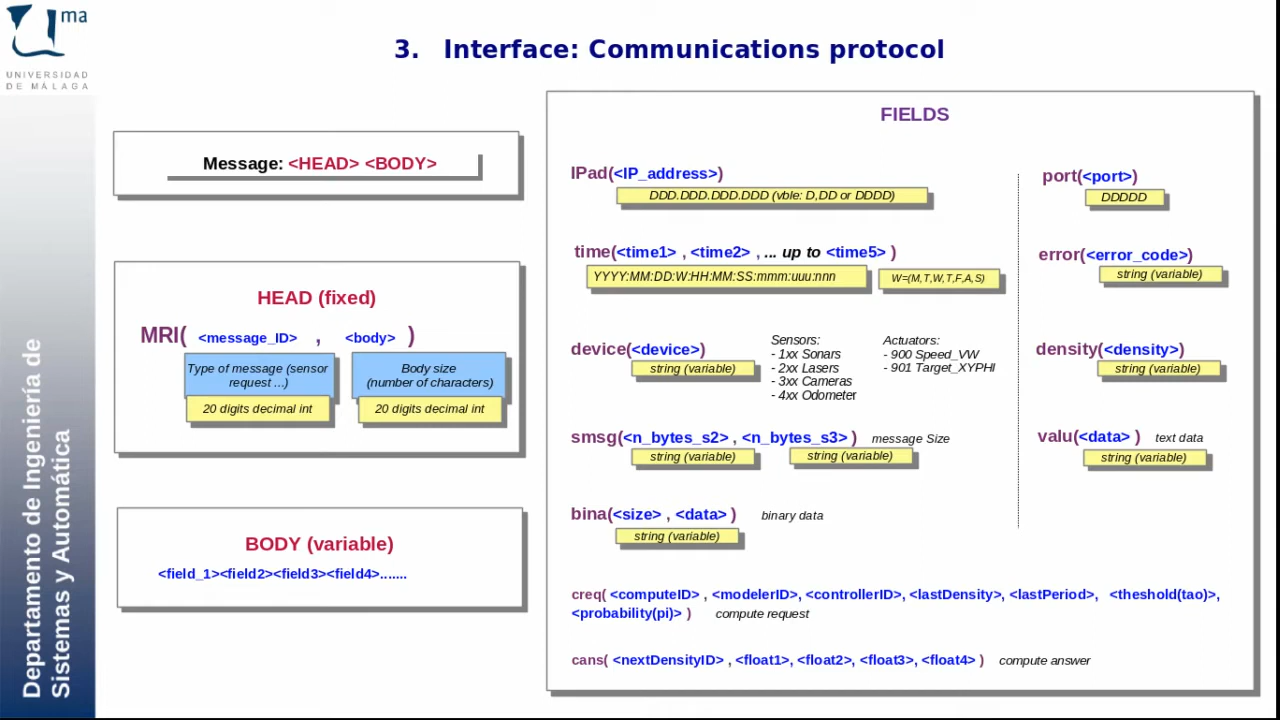 uma
UNIVERSIDAD
DE MÁLAGA
Departamento de Ingeniería de
Sistemas y Automática
3. Interface: Communications protocol
Message: <HEAD> <BODY>
HEAD (fixed)
MRI( <message_ID> , <body> )
Type of message (sensor
request ...)
Body size
(number of characters)
20 digits decimal int
20 digits decimal int
BODY (variable)
<field_1><field2><field3><field4>.......
FIELDS
IPad(<IP_address>)
DDD.DDD.DDD.DDD (vble: D,DD or DDDD)
port(<port>)
DDDDD
time(<time1> , <time2> , ... up to <time5> )
YYYY:MM:DD:W:HH:MM:SS:mmm:uuu:nnn
W=(M,T,W,T,F,A,S)
error(<error_code>)
string (variable)
device(<device>)
string (variable)
Sensors:
- 1xx Sonars
- 2xx Lasers
- 3xx Cameras
- 4xx Odometer
Actuators:
- 900 Speed_VW
- 901 Target_XYPHI
density(<density>)
string (variable)
smsg(<n_bytes_s2> , <n_bytes_s3> ) message Size
string (variable)
string (variable)
valu(<data> ) text data
string (variable)
bina(<size> , <data> ) binary data
string (variable)
creq( <computeID> , <modelerID>, <controllerID>, <lastDensity>, <lastPeriod>, <theshold(tao)>,
<probability(pi)> ) compute request
cans( <nextDensityID> , <float1>, <float2>, <float3>, <float4> ) compute answer